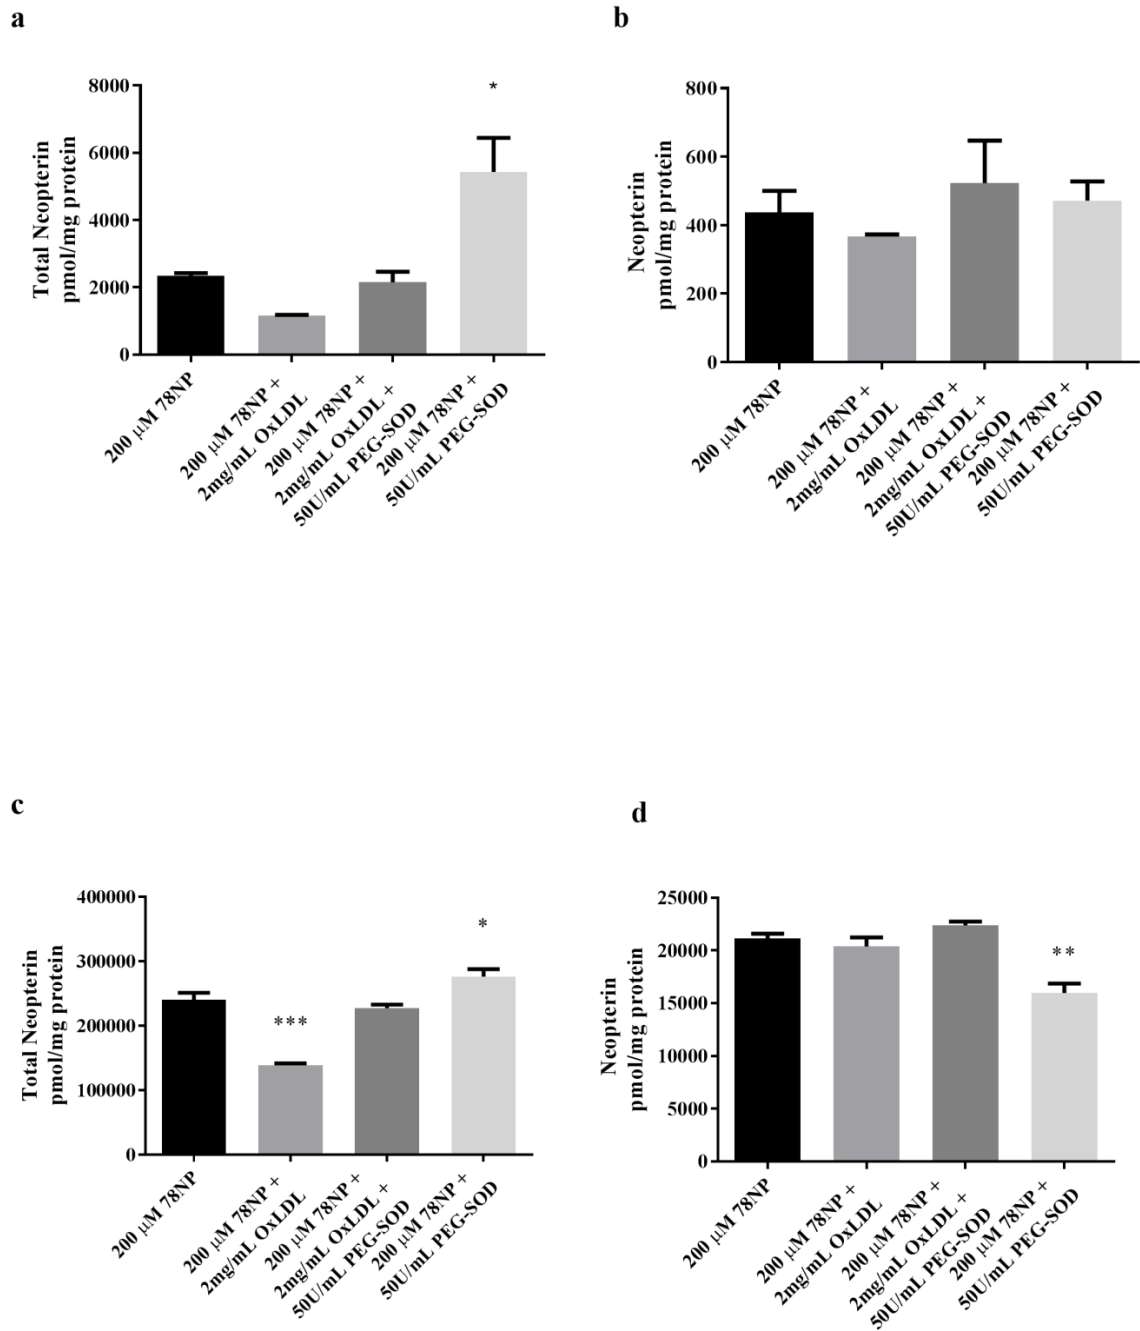 a
Total Neopterin
pmol/mg protein
8000
6000
4000
2000
0
*
200 μM 78NP
200 μM 78NP +
2mg/mL OxLDL
200 μM 78NP +
2mg/mL OxLDL +
50U/mL PEG-SOD
200 μM 78NP +
50U/mL PEG-SOD
b
Neopterin
pmol/mg protein
800
600
400
200
0
200 μM 78NP
200 μM 78NP +
2mg/mL OxLDL
200 μM 78NP +
2mg/mL OxLDL +
50U/mL PEG-SOD
200 μM 78NP +
50U/mL PEG-SOD
c
Total Neopterin
pmol/mg protein
400000
300000
200000
100000
0
***
*
200 μM 78NP
200 μM 78NP +
2mg/mL OxLDL
200 μM 78NP +
2mg/mL OxLDL +
50U/mL PEG-SOD
200 μM 78NP +
50U/mL PEG-SOD
d
Neopterin
pmol/mg protein
25000
20000
15000
10000
5000
0
**
200 μM 78NP
200 μM 78NP +
2mg/mL OxLDL
200 μM 78NP +
2mg/mL OxLDL +
50U/mL PEG-SOD
200 μM 78NP +
50U/mL PEG-SOD